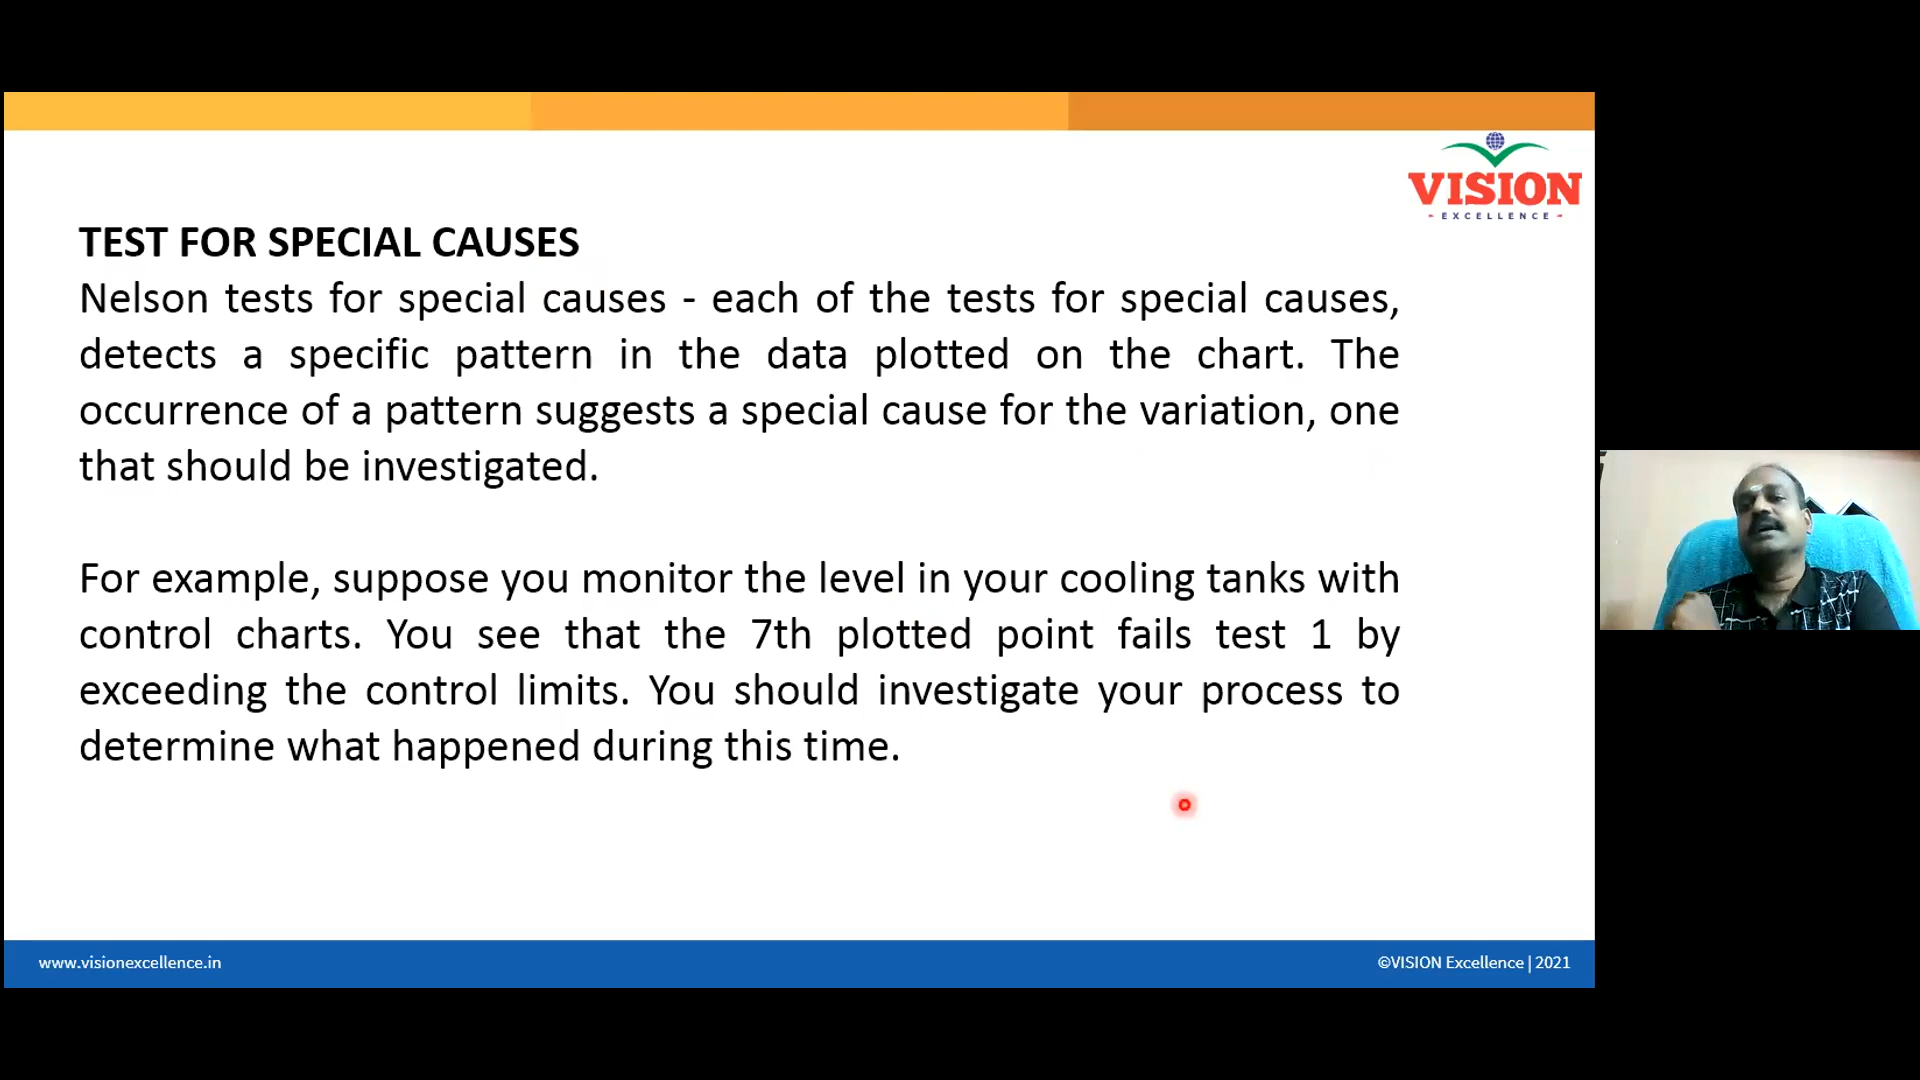 VISION
EXCELLENCE
TEST FOR SPECIAL CAUSES
Nelson tests for special causes - each of the tests for special causes,
detects a specific pattern in the data plotted on the chart. The
occurrence of a pattern suggests a special cause for the variation, one
that should be investigated.
For example, suppose you monitor the level in your cooling tanks with
control charts. You see that the 7th plotted point fails test 1 by
exceeding the control limits. You should investigate your process to
determine what happened during this time.
www.visionexcellence.in
©VISION Excellence | 2021